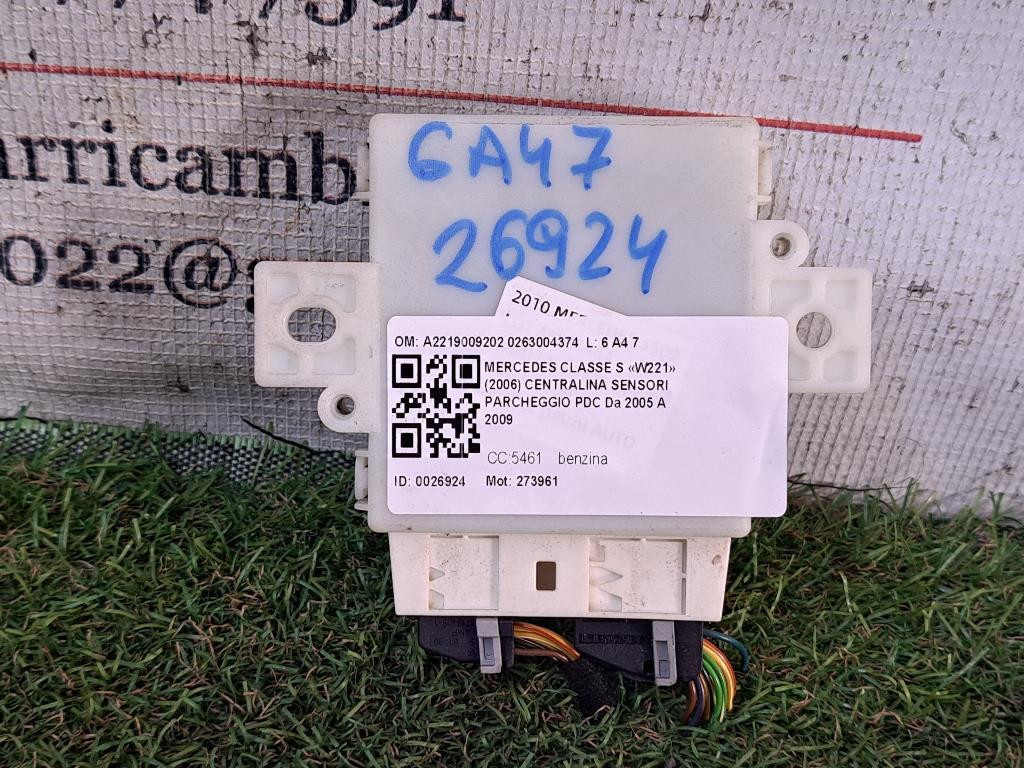 arricamb
022@g
6A47
26924
2010
OM: A2219009202 0263004374 L: 6 A4 7
MERCEDES CLASSE S «W221»
(2006) CENTRALINA SENSORI
PARCHEGGIO PDC Da 2005 A
2009
CC:5461 benzina
ID: 0026924 Mot: 273961
AUTO